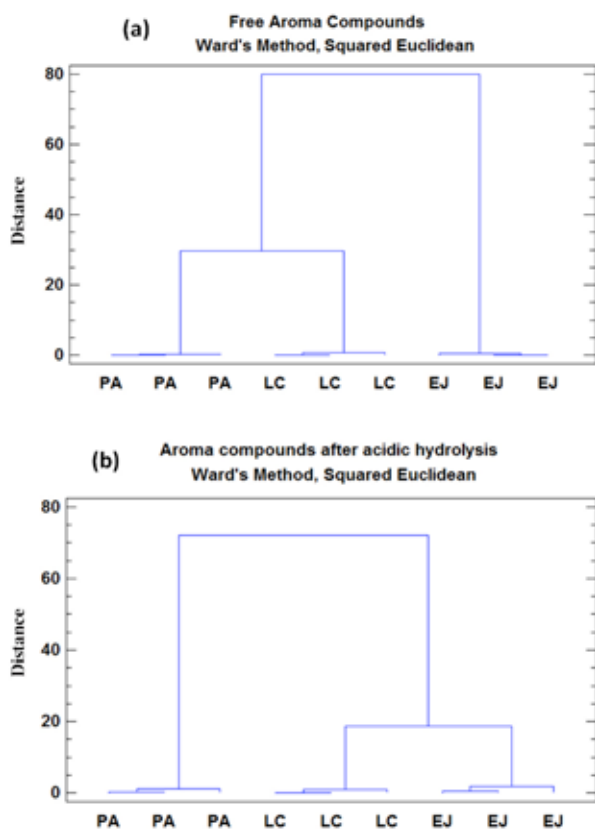 (a)
Free Aroma Compounds
Ward's Method, Squared Euclidean
80
60
40
20
0
Distance
PA PA PA LC LC LC EJ EJ EJ
(b)
Aroma compounds after acidic hydrolysis
Ward's Method, Squared Euclidean
80
60
40
20
0
Distance
PA PA PA LC LC LC EJ EJ EJ